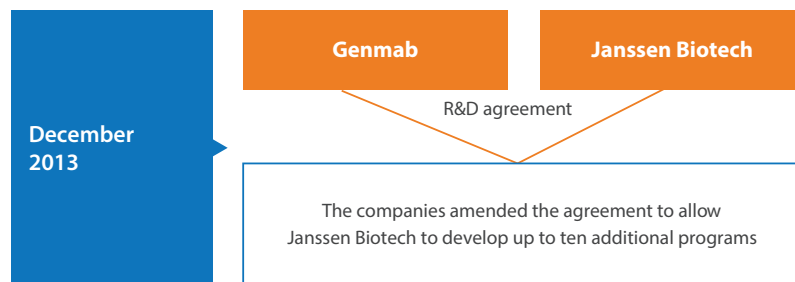 December
2013
Genmab
Janssen Biotech
R&D agreement
The companies amended the agreement to allow
Janssen Biotech to develop up to ten additional programs